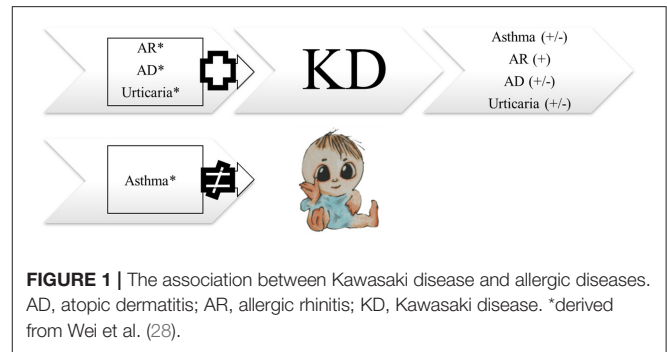 AR*
AD*
Urticaria*
KD
Asthma (+/-)
AR (+)
AD (+/-)
Urticaria (+/-)
Asthma*
≠
FIGURE 1 | The association between Kawasaki disease and allergic diseases.
AD, atopic dermatitis; AR, allergic rhinitis; KD, Kawasaki disease. *derived
from Wei et al. (28).